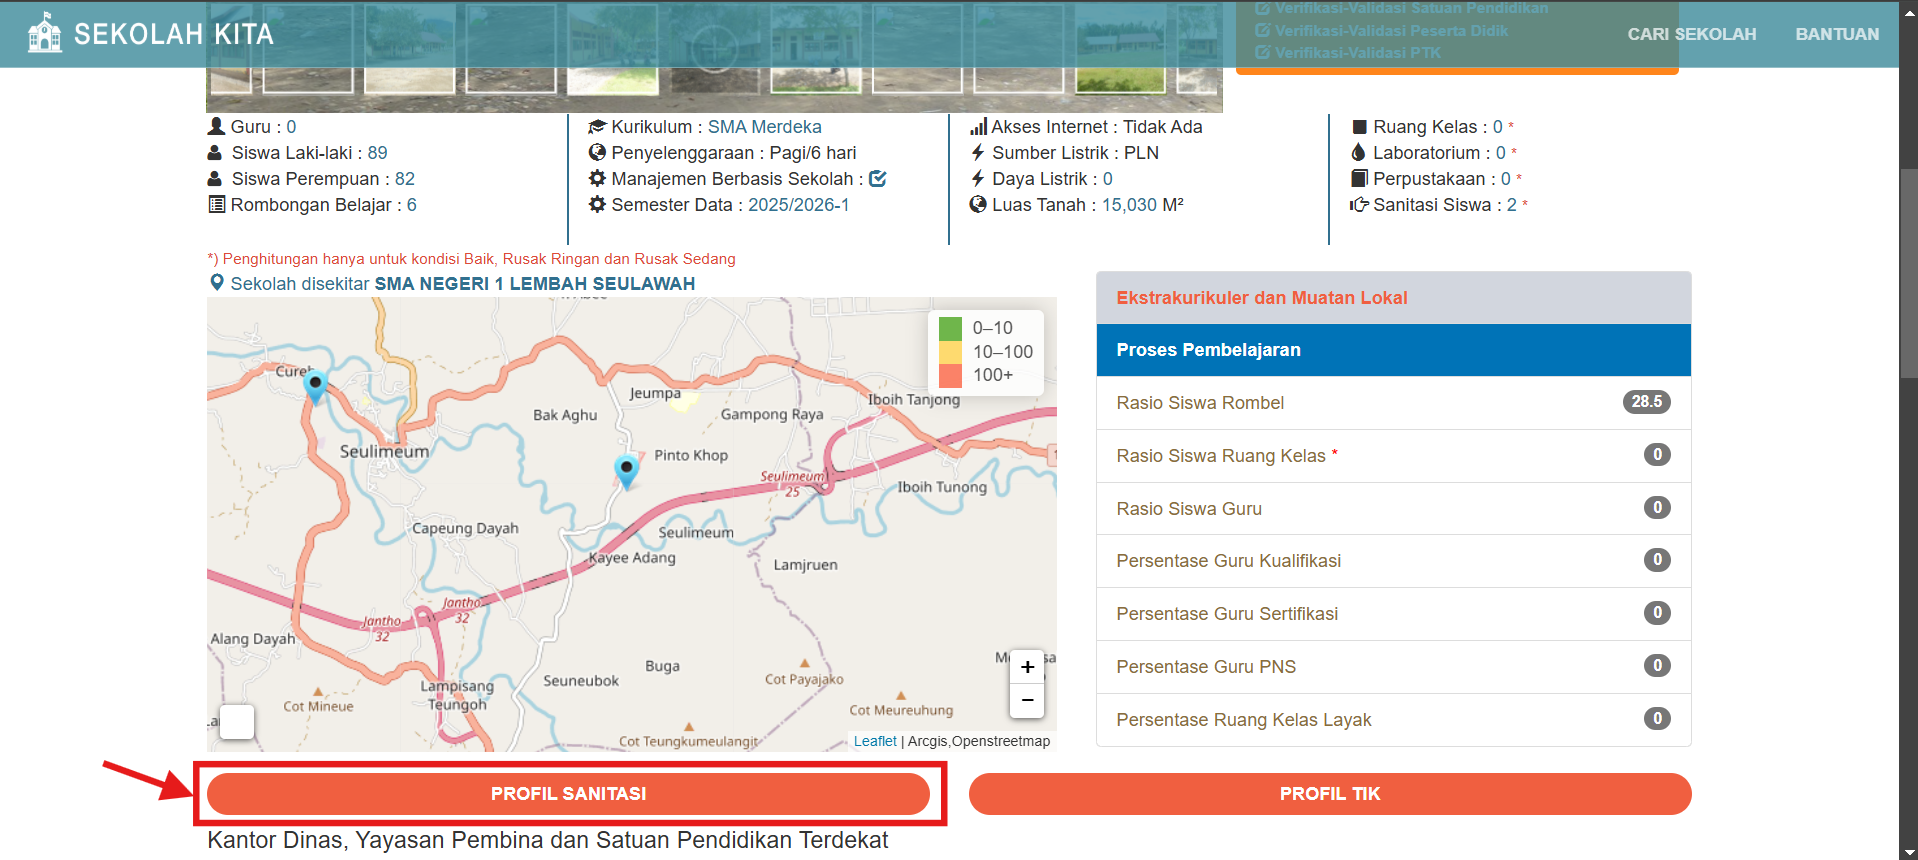 SEKOLAH KITA
CARI SEKOLAH
BANTUAN
Verifikasi-Validasi Satuan Pendidikan
Verifikasi-Validasi Peserta Didik
Verifikasi-Validasi PTK
Guru : 0
Siswa Laki-laki : 89
Siswa Perempuan : 82
Rombongan Belajar : 6
Kurikulum : SMA Merdeka
Penyelenggaraan : Pagi/6 hari
Manajemen Berbasis Sekolah :
Semester Data : 2025/2026-1
Akses Internet : Tidak Ada
Sumber Listrik : PLN
Daya Listrik : 0
Luas Tanah : 15,030 M²
Ruang Kelas : 0 *
Laboratorium : 0 *
Perpustakaan : 0 *
Sanitasi Siswa : 2 *
*) Penghitungan hanya untuk kondisi Baik, Rusak Ringan dan Rusak Sedang
Sekolah disekitar SMA NEGERI 1 LEMBAH SEULAWAH
0–10
10–100
100+
Jeumpa
Iboih Tanjong
Bak Aghu
Gampong Raya
Seulimeum
Pinto Khop
Seulimeum
25
Iboih Tunong
Capeung Dayah
Seulimeum
Kayee Adang
Lamjruen
Jantho
32
Jantho
32
Alang Dayah
Buga
Seuneubok
Cot Payajako
Lampisang
Teungoh
Cot Mineue
Cot Meureuhung
Cot Teungkumeulangit
+
−
Leaflet | Arcgis,Openstreetmap
Ekstrakurikuler dan Muatan Lokal
Proses Pembelajaran
Rasio Siswa Rombel 28.5
Rasio Siswa Ruang Kelas * 0
Rasio Siswa Guru 0
Persentase Guru Kualifikasi 0
Persentase Guru Sertifikasi 0
Persentase Guru PNS 0
Persentase Ruang Kelas Layak 0
PROFIL SANITASI
PROFIL TIK
Kantor Dinas, Yayasan Pembina dan Satuan Pendidikan Terdekat